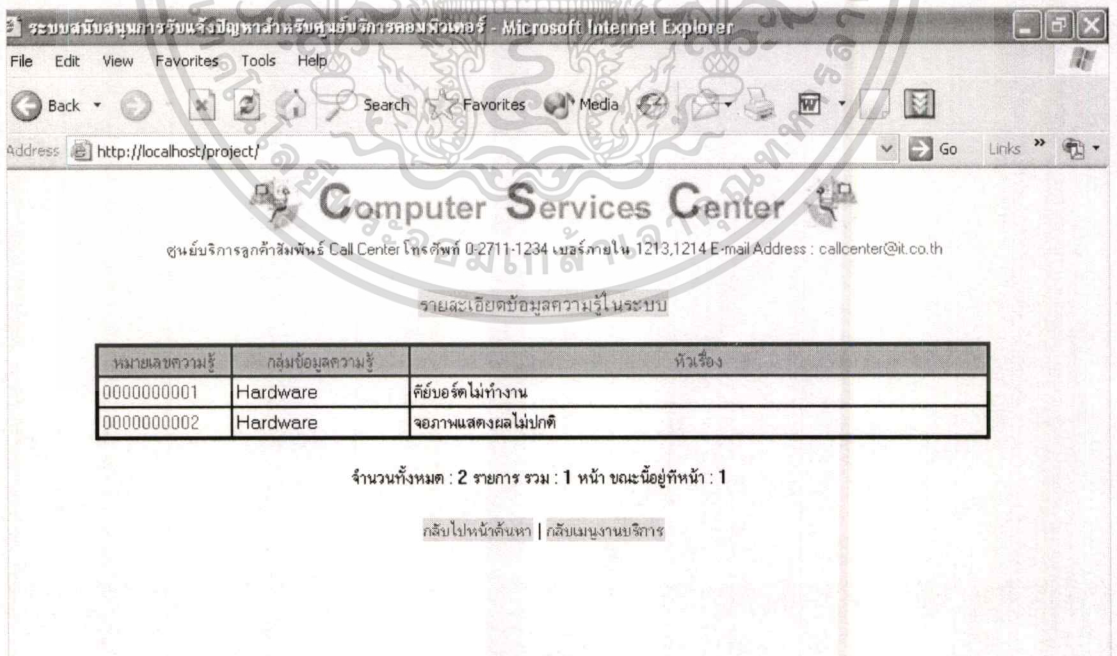 ระบบสนับสนุนการรับแจ้งปัญหาสำหรับศูนย์บริการคอมพิวเตอร์ - Microsoft Internet Explorer
File Edit View Favorites Tools Help
Back Search Favorites Media
Address http://localhost/project/ Go Links »
Computer Services Center
ศูนย์บริการลูกค้าสัมพันธ์ Call Center โทรศัพท์ 0-2711-1234 เบอร์ภายใน 1213,1214 E-mail Address : callcenter@it.co.th
รายละเอียดข้อมูลความรู้ในระบบ
หมายเลขความรู้ กลุ่มข้อมูลความรู้ หัวเรื่อง
0000000001 Hardware คีย์บอร์ดไม่ทำงาน
0000000002 Hardware จอภาพแสดงผลไม่ปกติ
จำนวนทั้งหมด : 2 รายการ รวม : 1 หน้า ขณะนี้อยู่ที่หน้า : 1
กลับไปหน้าค้นหา | กลับเมนูงานบริการ